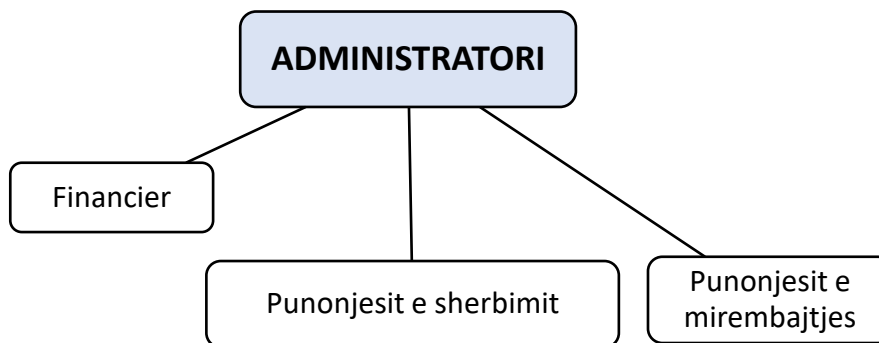 ADMINISTRATORI
Financier
Punonjesit e sherbimit
Punonjesit e
mirembajtjes